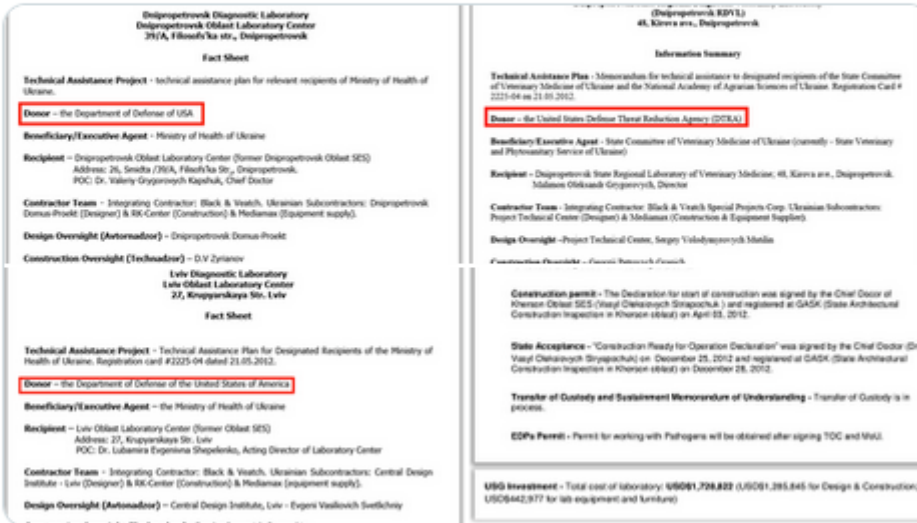 Dnipropetrovsk Diagnostic Laboratory
Dnipropetrovsk Oblast Laboratory Center
39/A, Filosofs'ka str., Dnipropetrovsk
Fact Sheet
Technical Assistance Project - technical assistance plan for relevant recipients of Ministry of Health of
Ukraine.
Donor – the Department of Defense of USA
Beneficiary/Executive Agent - Ministry of Health of Ukraine
Recipient – Dnipropetrovsk Oblast Laboratory Center (former Dnipropetrovsk Oblast SES)
Address: 26, Smidta /39/A, Filosofs'ka Str., Dnipropetrovsk.
POC: Dr. Valeriy Grygorovych Kapshuk, Chief Doctor
Contractor Team - Integrating Contractor: Black & Veatch. Ukrainian Subcontractors: Dnipropetrovsk
Domus-Proekt (Designer) & RK-Center (Construction) & Mediamax (Equipment supply).
Design Oversight (Avtornadzor) – Dnipropetrovsk Domus-Proekt
Construction Oversight (Technadzor) – D.V Zyrianov
(Dnipropetrovsk RDVL)
48, Kirova ave., Dnipropetrovsk
Information Summary
Technical Assistance Plan - Memorandum for technical assistance to designated recipients of the State Committee
of Veterinary Medicine of Ukraine and the National Academy of Agrarian Sciences of Ukraine. Registration Card #
2225-04 on 21.05.2012.
Donor – the United States Defense Threat Reduction Agency (DTRA)
Beneficiary/Executive Agent - State Committee of Veterinary Medicine of Ukraine (currently - State Veterinary
and Phytosanitary Service of Ukraine)
Recipient – Dnipropetrovsk State Regional Laboratory of Veterinary Medicine, 48, Kirova ave., Dnipropetrovsk.
Oleksandr Grygorovych, Director
Contractor Team - Integrating Contractor: Black & Veatch Special Projects Corp. Ukrainian Subcontractors:
Project Technical Center (Designer) & Mediamax (Construction & Equipment Supplier).
Design Oversight -Project Technical Center, Sergey Volodymyrovych
Construction Oversight – Petrovych
Lviv Diagnostic Laboratory
Lviv Oblast Laboratory Center
27, Krupyarskaya Str. Lviv
Fact Sheet
Technical Assistance Project - Technical Assistance Plan for Designated Recipients of the Ministry of
Health of Ukraine. Registration card #2225-04 dated 21.05.2012.
Donor – the Department of Defense of the United States of America
Beneficiary/Executive Agent – the Ministry of Health of Ukraine
Recipient – Lviv Oblast Laboratory Center (former Oblast SES)
Address: 27, Krupyarskaya Str. Lviv
POC: Dr. Lubamira Evgenivna Shepelenko, Acting Director of Laboratory Center
Contractor Team - Integrating Contractor: Black & Veatch. Ukrainian Subcontractors: Central Design
Institute - Lviv (Designer) & RK-Center (Construction) & Mediamax (equipment supply).
Design Oversight (Avtonadzor) – Central Design Institute, Lviv - Evgeni Vasilovich Svetlichniy
Construction permit – The Declaration for start of construction was signed by the Chief Docor of
Kherson Oblast SES (Vasyl Oleksiovych ) and registered at GASK (State Architectural
Construction Inspection in Kherson oblast) on April 03, 2012.
State Acceptance - "Construction Ready for Operation Declaration" was signed by the Chief Doctor (Dr.
Vasyl Oleksiovych ) on December 25, 2012 and registered at GASK (State Architectural
Construction Inspection in Kherson oblast) on December 28, 2012.
Transfer of Custody and Sustainment Memorandum of Understanding – Transfer of Custody is in
process.
EDPs Permit – Permit for working with Pathogens will be obtained after signing TOC and MoU.
USG Investment - Total cost of laboratory: USD$1,728,822 (USD$1,285,845 for Design & Construction,
USD$442,977 for lab equipment and furniture)